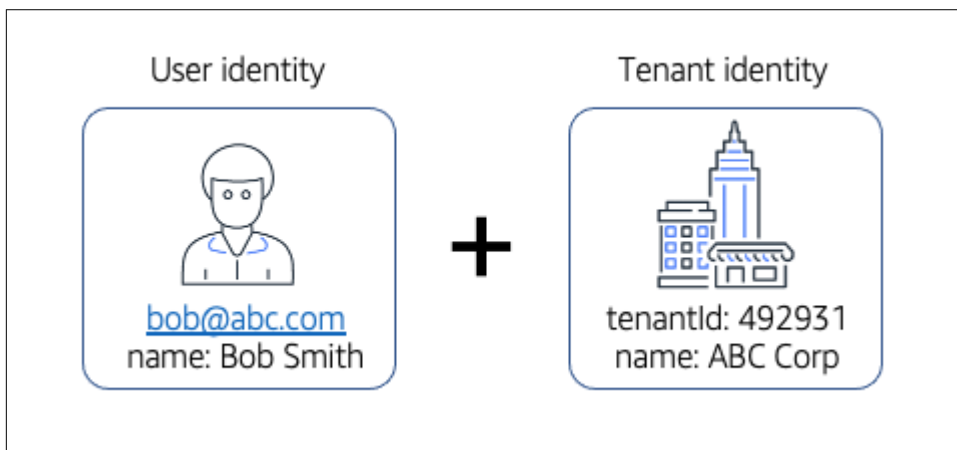 User identity
Tenant identity
bob@abc.com
name: Bob Smith
tenantId: 492931
name: ABC Corp